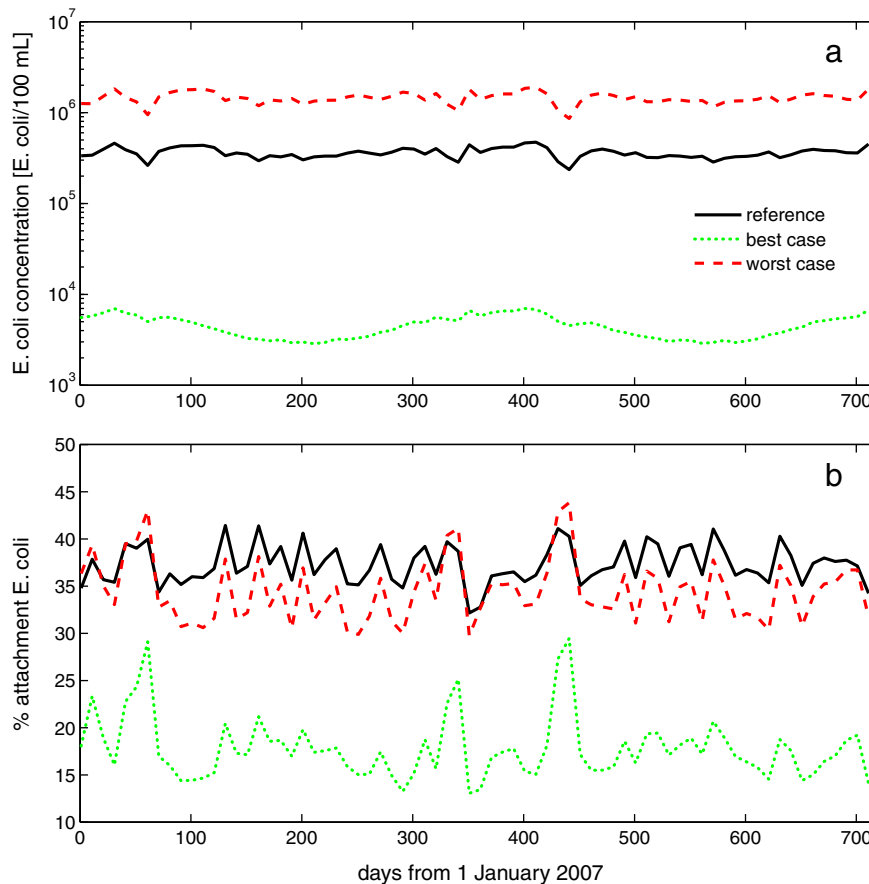 a
E. coli concentration [E. coli/100 mL]
10^7
10^6
10^5
10^4
10^3
reference
best case
worst case
0 100 200 300 400 500 600 700
b
% attachment E. coli
50
45
40
35
30
25
20
15
10
0 100 200 300 400 500 600 700
days from 1 January 2007